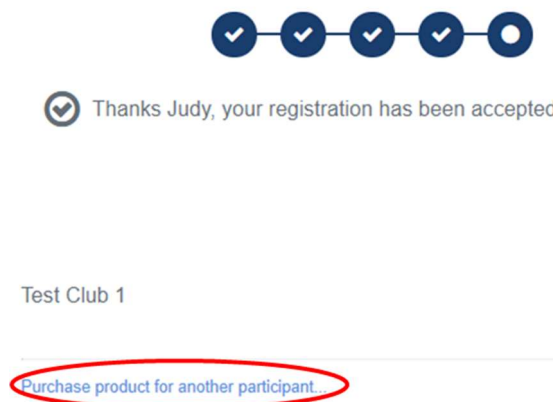 Thanks Judy, your registration has been accepted
Test Club 1
Purchase product for another participant...